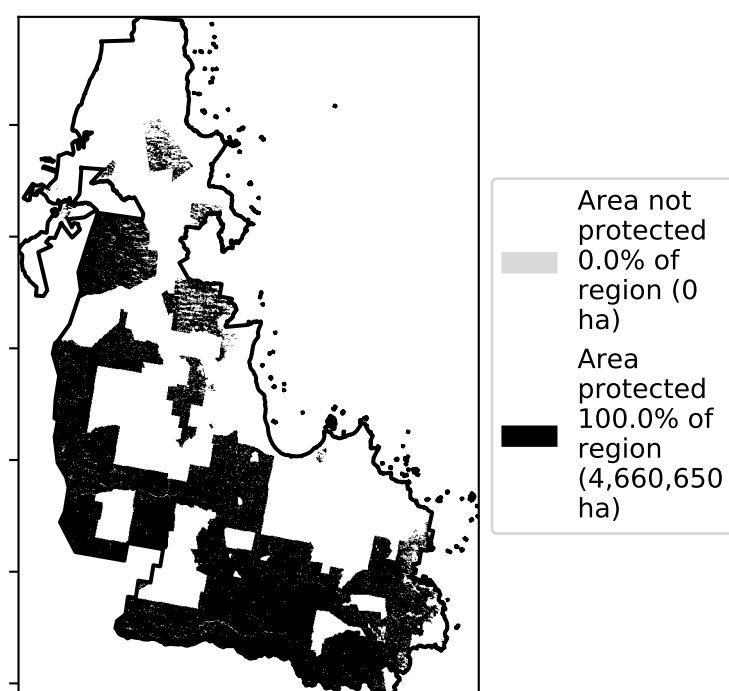 Area not
protected
0.0% of
region (0
ha)
Area
protected
100.0% of
region
(4,660,650
ha)